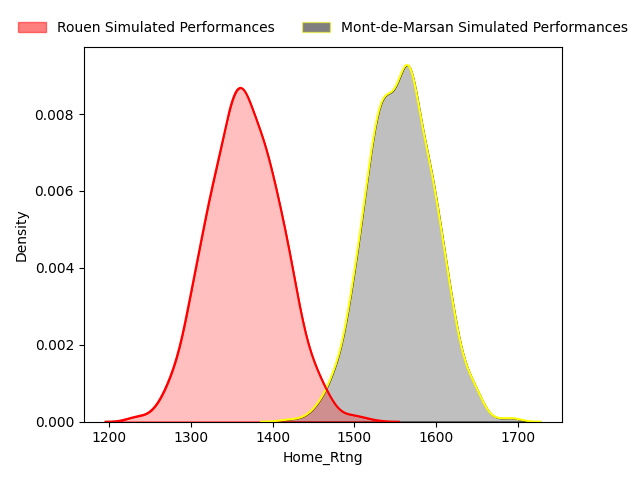 Rouen Simulated Performances Mont-de-Marsan Simulated Performances
0.008
0.006
0.004
0.002
0.000
Density
1200 1300 1400 1500 1600 1700
Home_Rtng